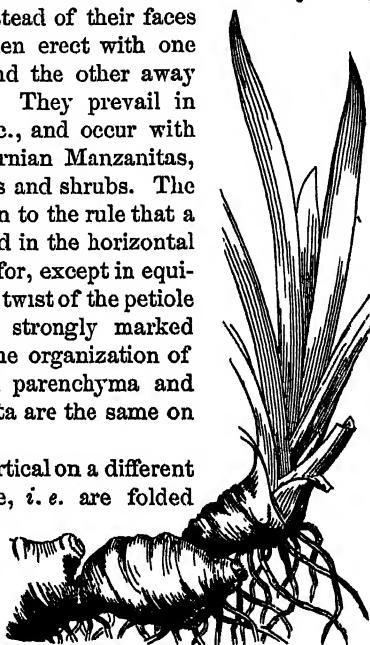 stead of their faces
en erect with one
nd the other away
They prevail in
c., and occur with
rnian Manzanitas,
s and shrubs. The
n to the rule that a
d in the horizontal
for, except in equi-
twist of the petiole
strongly marked
ne organization of
parenchyma and
ta are the same on
rtical on a different
e, i. e. are folded